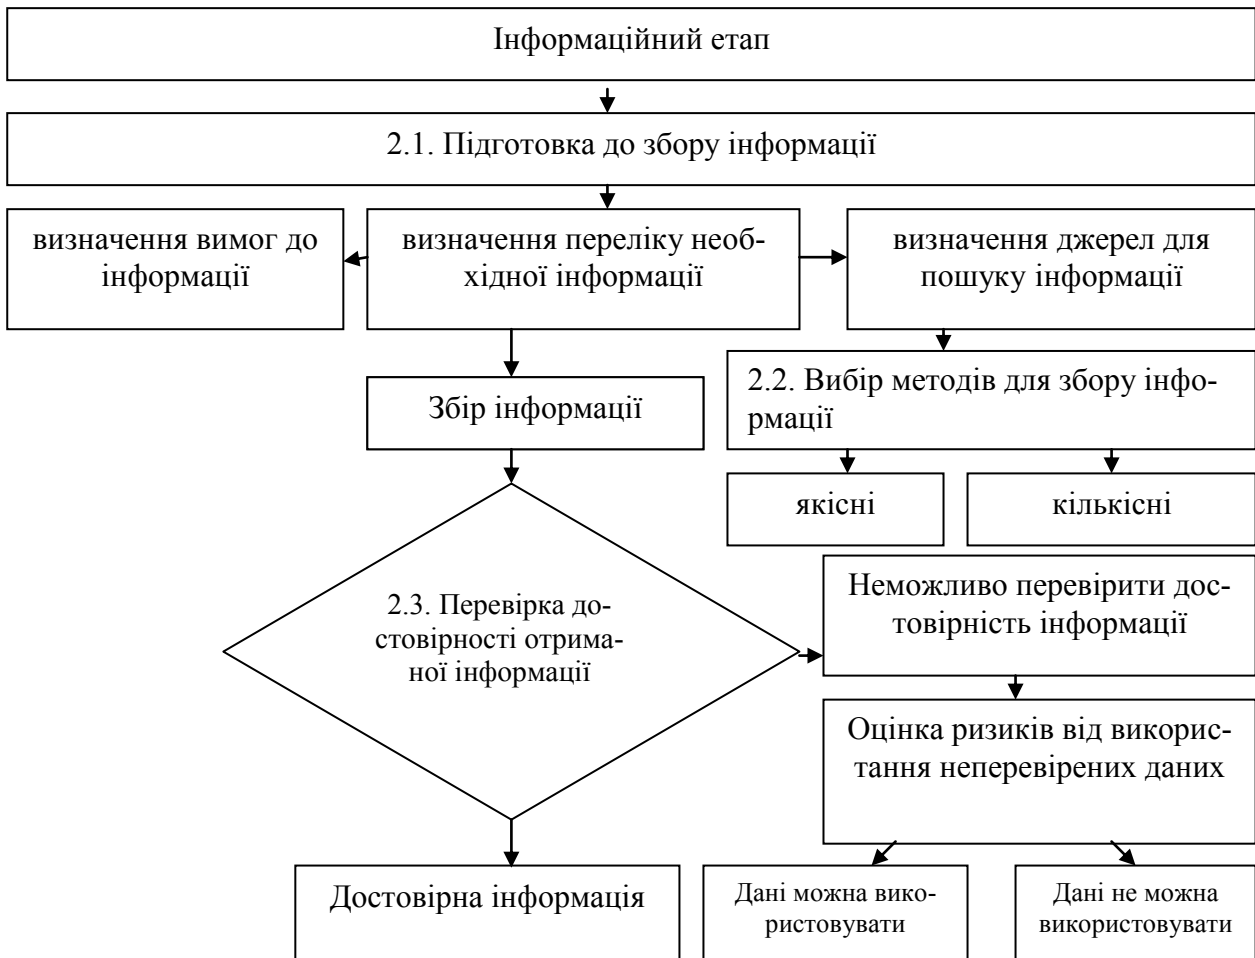 Інформаційний етап
2.1. Підготовка до збору інформації
визначення вимог до
інформації
визначення переліку необ-
хідної інформації
визначення джерел для
пошуку інформації
Збір інформації
2.2. Вибір методів для збору інфо-
рмації
якісні
кількісні
2.3. Перевірка до-
стовірності отрима-
ної інформації
Неможливо перевірити дос-
товірність інформації
Оцінка ризиків від викорис-
тання неперевірених даних
Достовірна інформація
Дані можна вико-
ристовувати
Дані не можна
використовувати